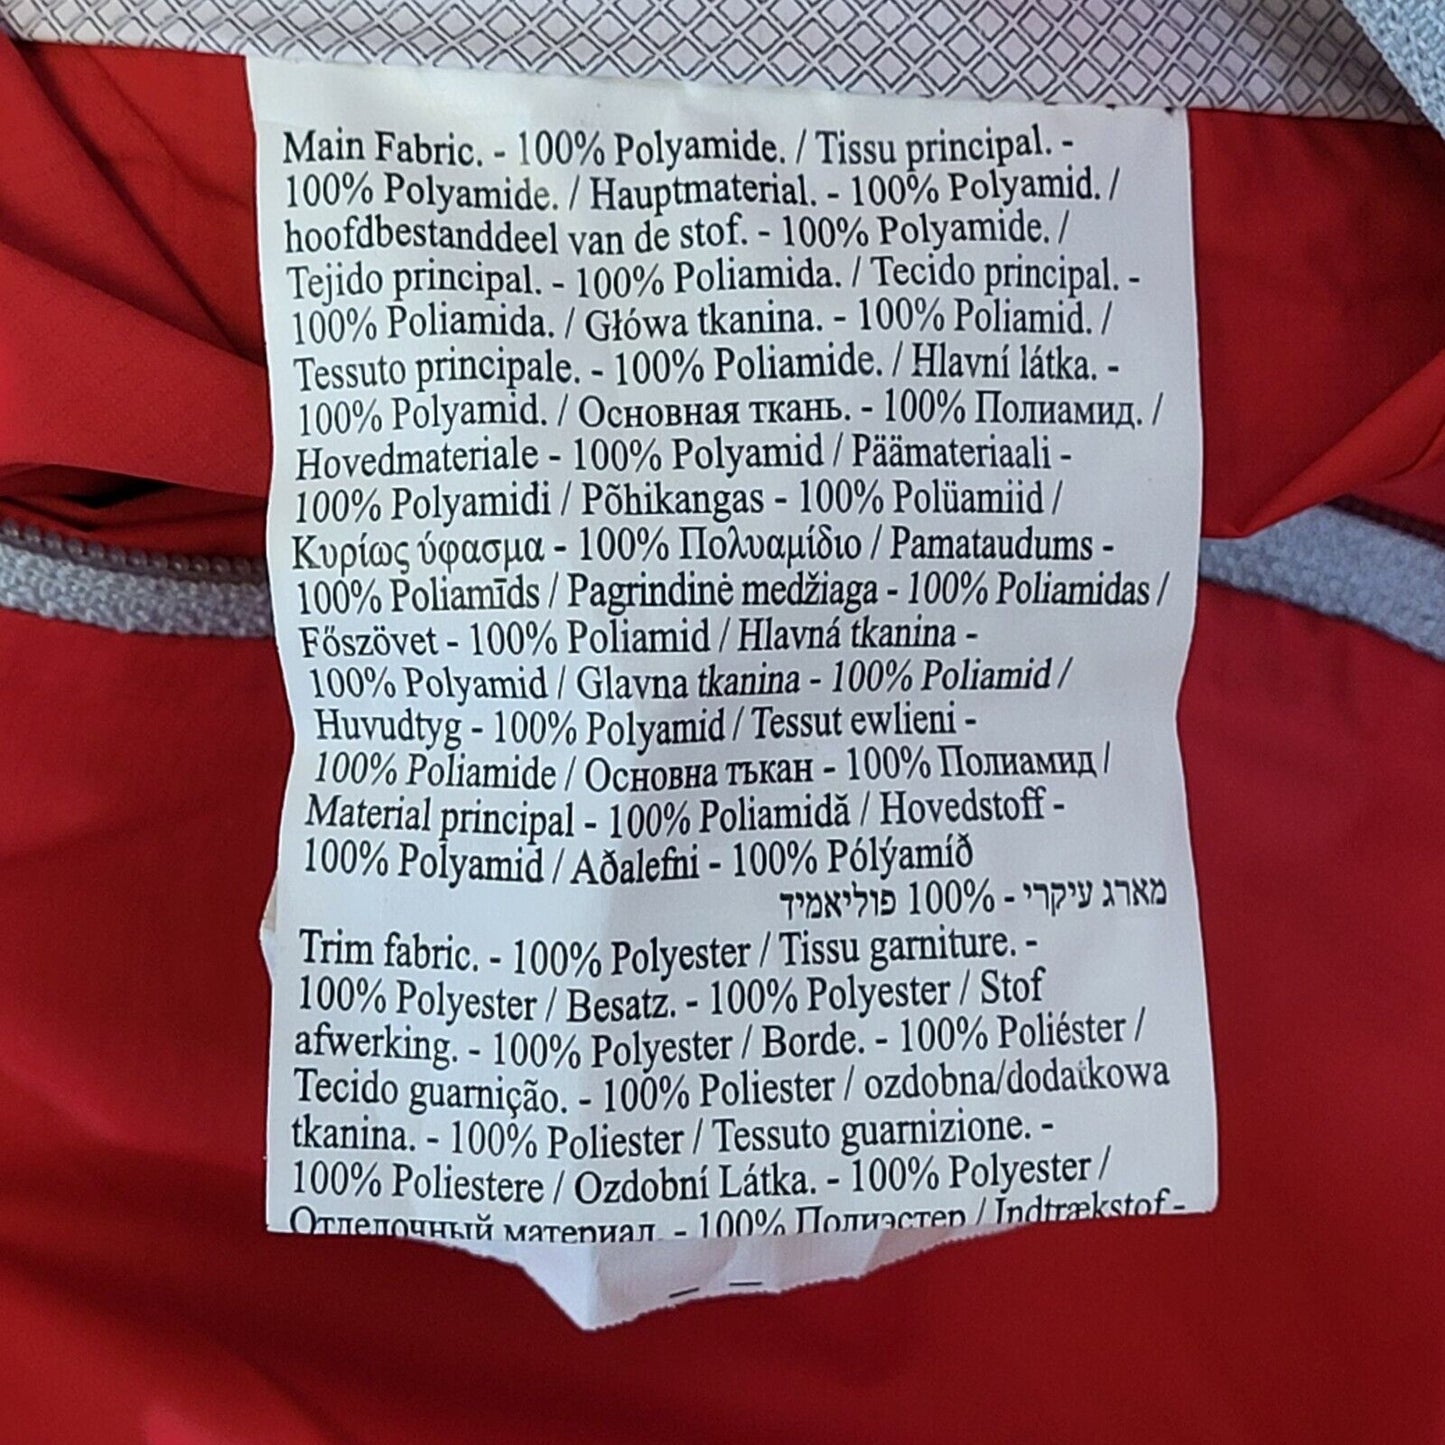 Main Fabric. - 100% Polyamide. / Tissu principal. -
100% Polyamide. / Hauptmaterial. - 100% Polyamid. /
hoofdbestanddeel van de stof. - 100% Polyamide. /
Tejido principal. - 100% Poliamida. / Tecido principal. -
100% Poliamida. / Główa tkanina. - 100% Poliamid. /
Tessuto principale. - 100% Poliamide. / Hlavní látka. -
100% Polyamid. / Основная ткань. - 100% Полиамид. /
Hovedmateriale - 100% Polyamid / Päämateriaali -
100% Polyamidi / Põhikangas - 100% Polüamiid /
Κυρίως ύφασμα - 100% Πολυαμίδιο / Pamataudums -
100% Poliamīds / Pagrindinė medžiaga - 100% Poliamidas /
Főszövet - 100% Poliamid / Hlavná tkanina -
100% Polyamid / Glavna tkanina - 100% Poliamid /
Huvudtyg - 100% Polyamid / Tessut ewlieni -
100% Poliamide / Основна тъкан - 100% Полиамид /
Material principal - 100% Poliamidă / Hovedstoff -
100% Polyamid / Aðalefni - 100% Pólýamíð
מארג עיקרי - 100% פוליאמיד
Trim fabric. - 100% Polyester / Tissu garniture. -
100% Polyester / Besatz. - 100% Polyester / Stof
afwerking. - 100% Polyester / Borde. - 100% Poliéster /
Tecido guarnição. - 100% Poliester / ozdobna/dodatkowa
tkanina. - 100% Poliester / Tessuto guarnizione. -
100% Poliestere / Ozdobní Látka. - 100% Polyester /
Отделочный материал. - 100% Полиэстер / Indtrækstof -